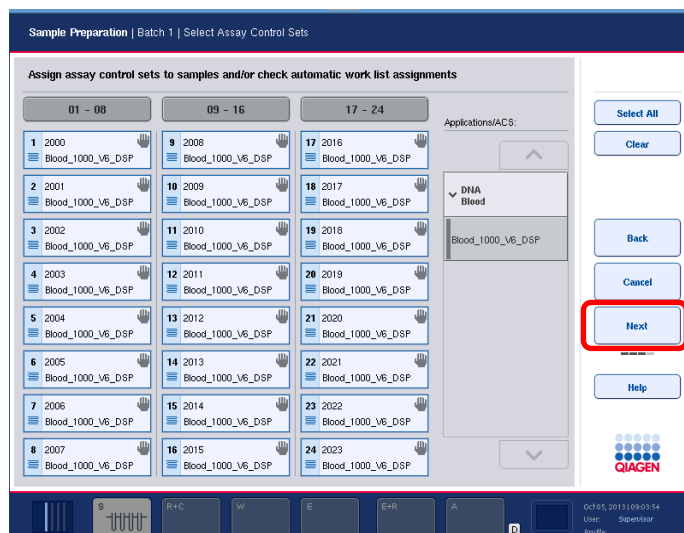 Sample Preparation | Batch 1 | Select Assay Control Sets
Assign assay control sets to samples and/or check automatic work list assignments
01 - 08
09 - 16
17 - 24
Applications/ACS:
1 2000
Blood_1000_V6_DSP
2 2001
Blood_1000_V6_DSP
3 2002
Blood_1000_V6_DSP
4 2003
Blood_1000_V6_DSP
5 2004
Blood_1000_V6_DSP
6 2005
Blood_1000_V6_DSP
7 2006
Blood_1000_V6_DSP
8 2007
Blood_1000_V6_DSP
9 2008
Blood_1000_V6_DSP
10 2009
Blood_1000_V6_DSP
11 2010
Blood_1000_V6_DSP
12 2011
Blood_1000_V6_DSP
13 2012
Blood_1000_V6_DSP
14 2013
Blood_1000_V6_DSP
15 2014
Blood_1000_V6_DSP
16 2015
Blood_1000_V6_DSP
17 2016
Blood_1000_V6_DSP
18 2017
Blood_1000_V6_DSP
19 2018
Blood_1000_V6_DSP
20 2019
Blood_1000_V6_DSP
21 2020
Blood_1000_V6_DSP
22 2021
Blood_1000_V6_DSP
23 2022
Blood_1000_V6_DSP
24 2023
Blood_1000_V6_DSP
DNA
Blood
Blood_1000_V6_DSP
Select All
Clear
Back
Cancel
Next
Help
QIAGEN
S
R+C
W
E
E+R
A
D
Oct 05, 2013 | 09:03:54
User: Supervisor
Profile: